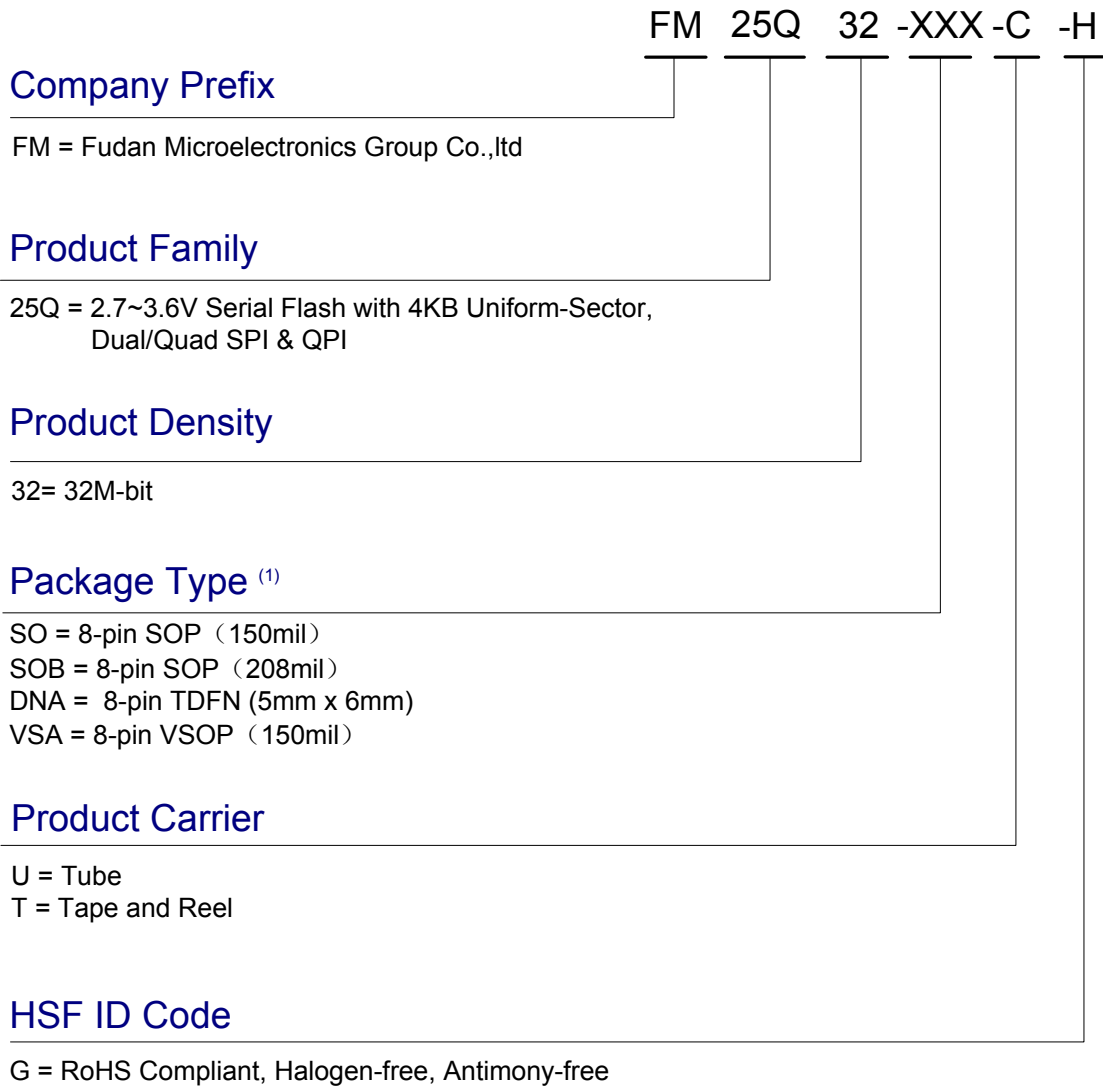 FM 25Q 32 -XXX -C -H
Company Prefix
FM = Fudan Microelectronics Group Co.,ltd
Product Family
25Q = 2.7~3.6V Serial Flash with 4KB Uniform-Sector,
Dual/Quad SPI & QPI
Product Density
32= 32M-bit
Package Type (1)
SO = 8-pin SOP（150mil）
SOB = 8-pin SOP（208mil）
DNA = 8-pin TDFN (5mm x 6mm)
VSA = 8-pin VSOP（150mil）
Product Carrier
U = Tube
T = Tape and Reel
HSF ID Code
G = RoHS Compliant, Halogen-free, Antimony-free